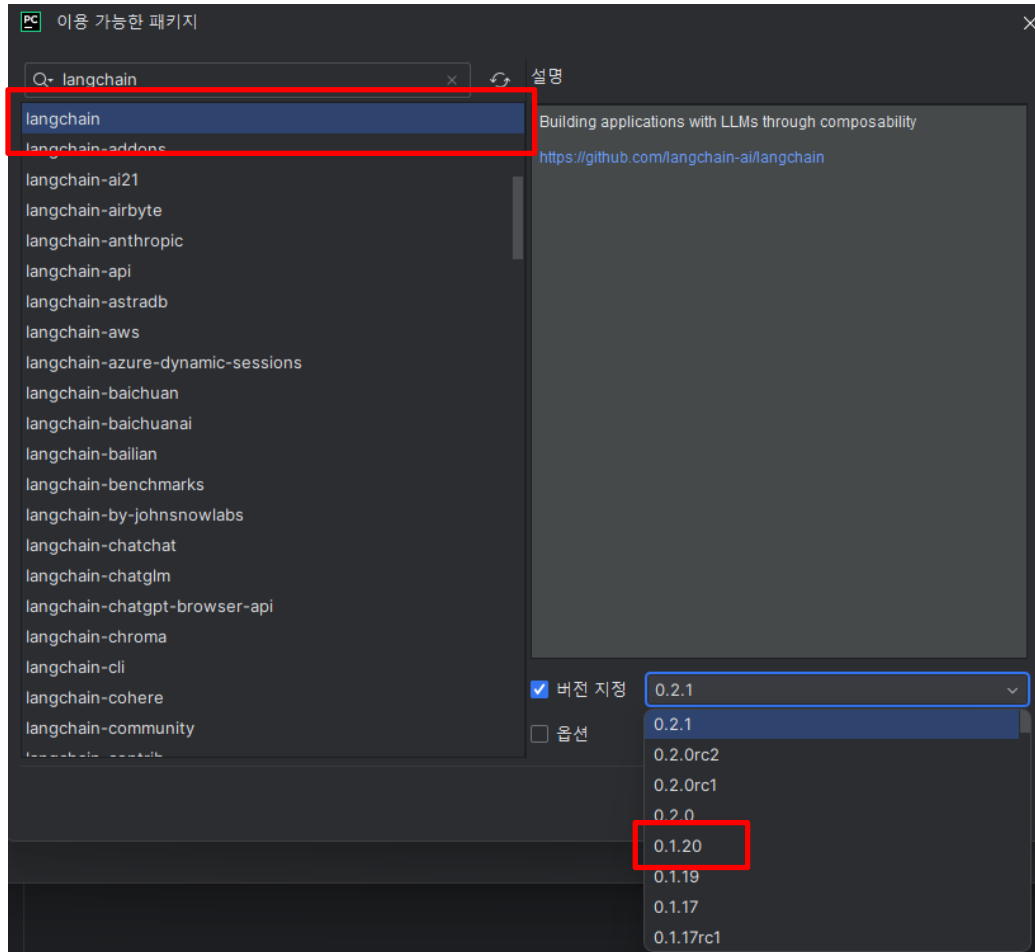 PC 이용 가능한 패키지
langchain
설명
langchain
langchain-addons
langchain-ai21
langchain-airbyte
langchain-anthropic
langchain-api
langchain-astradb
langchain-aws
langchain-azure-dynamic-sessions
langchain-baichuan
langchain-baichuanai
langchain-bailian
langchain-benchmarks
langchain-by-johnsnowlabs
langchain-chatchat
langchain-chatglm
langchain-chatgpt-browser-api
langchain-chroma
langchain-cli
langchain-cohere
langchain-community
langchain-contrib
Building applications with LLMs through composability
https://github.com/langchain-ai/langchain
버전 지정 0.2.1
옵션
0.2.1
0.2.0rc2
0.2.0rc1
0.2.0
0.1.20
0.1.19
0.1.17
0.1.17rc1